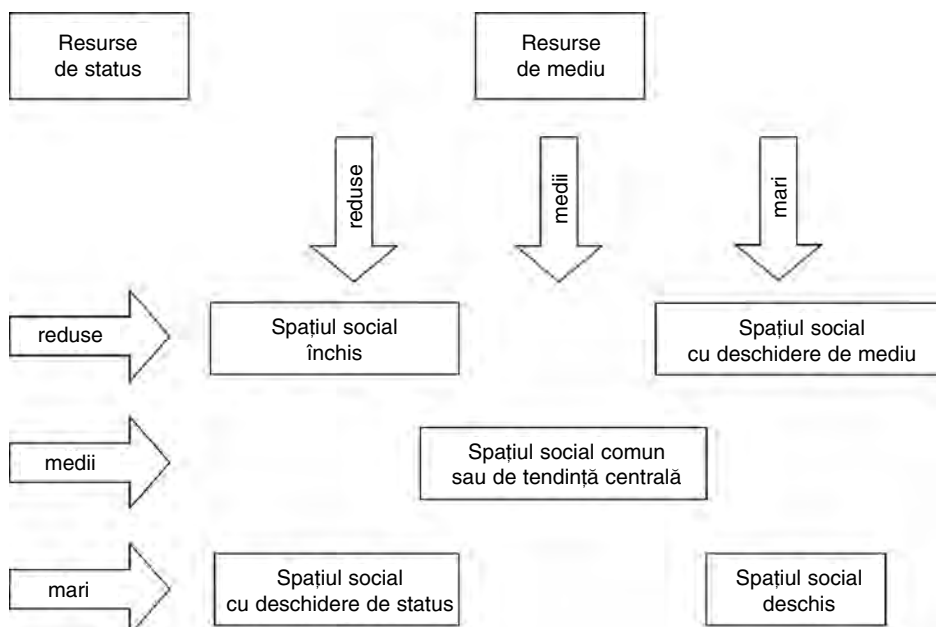 Resurse
de status
Resurse
de mediu
reduse
medii
mari
reduse
Spațiul social
închis
Spațiul social
cu deschidere de mediu
medii
Spațiul social comun
sau de tendință centrală
mari
Spațiul social
cu deschidere de status
Spațiul social
deschis